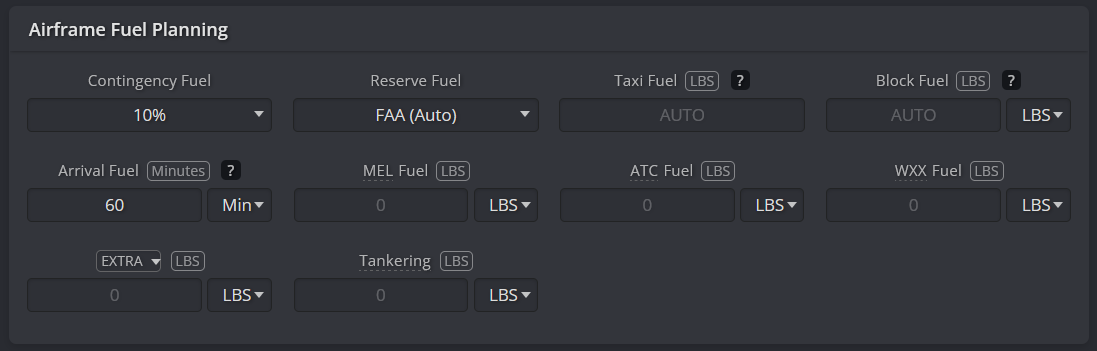 Airframe Fuel Planning
Contingency Fuel Reserve Fuel Taxi Fuel LBS ? Block Fuel LBS ?
10% FAA (Auto) AUTO AUTO LBS
Arrival Fuel Minutes ? MEL Fuel LBS ATC Fuel LBS WXX Fuel LBS
60 Min 0 LBS 0 LBS 0 LBS
EXTRA LBS Tankering LBS
0 LBS 0 LBS